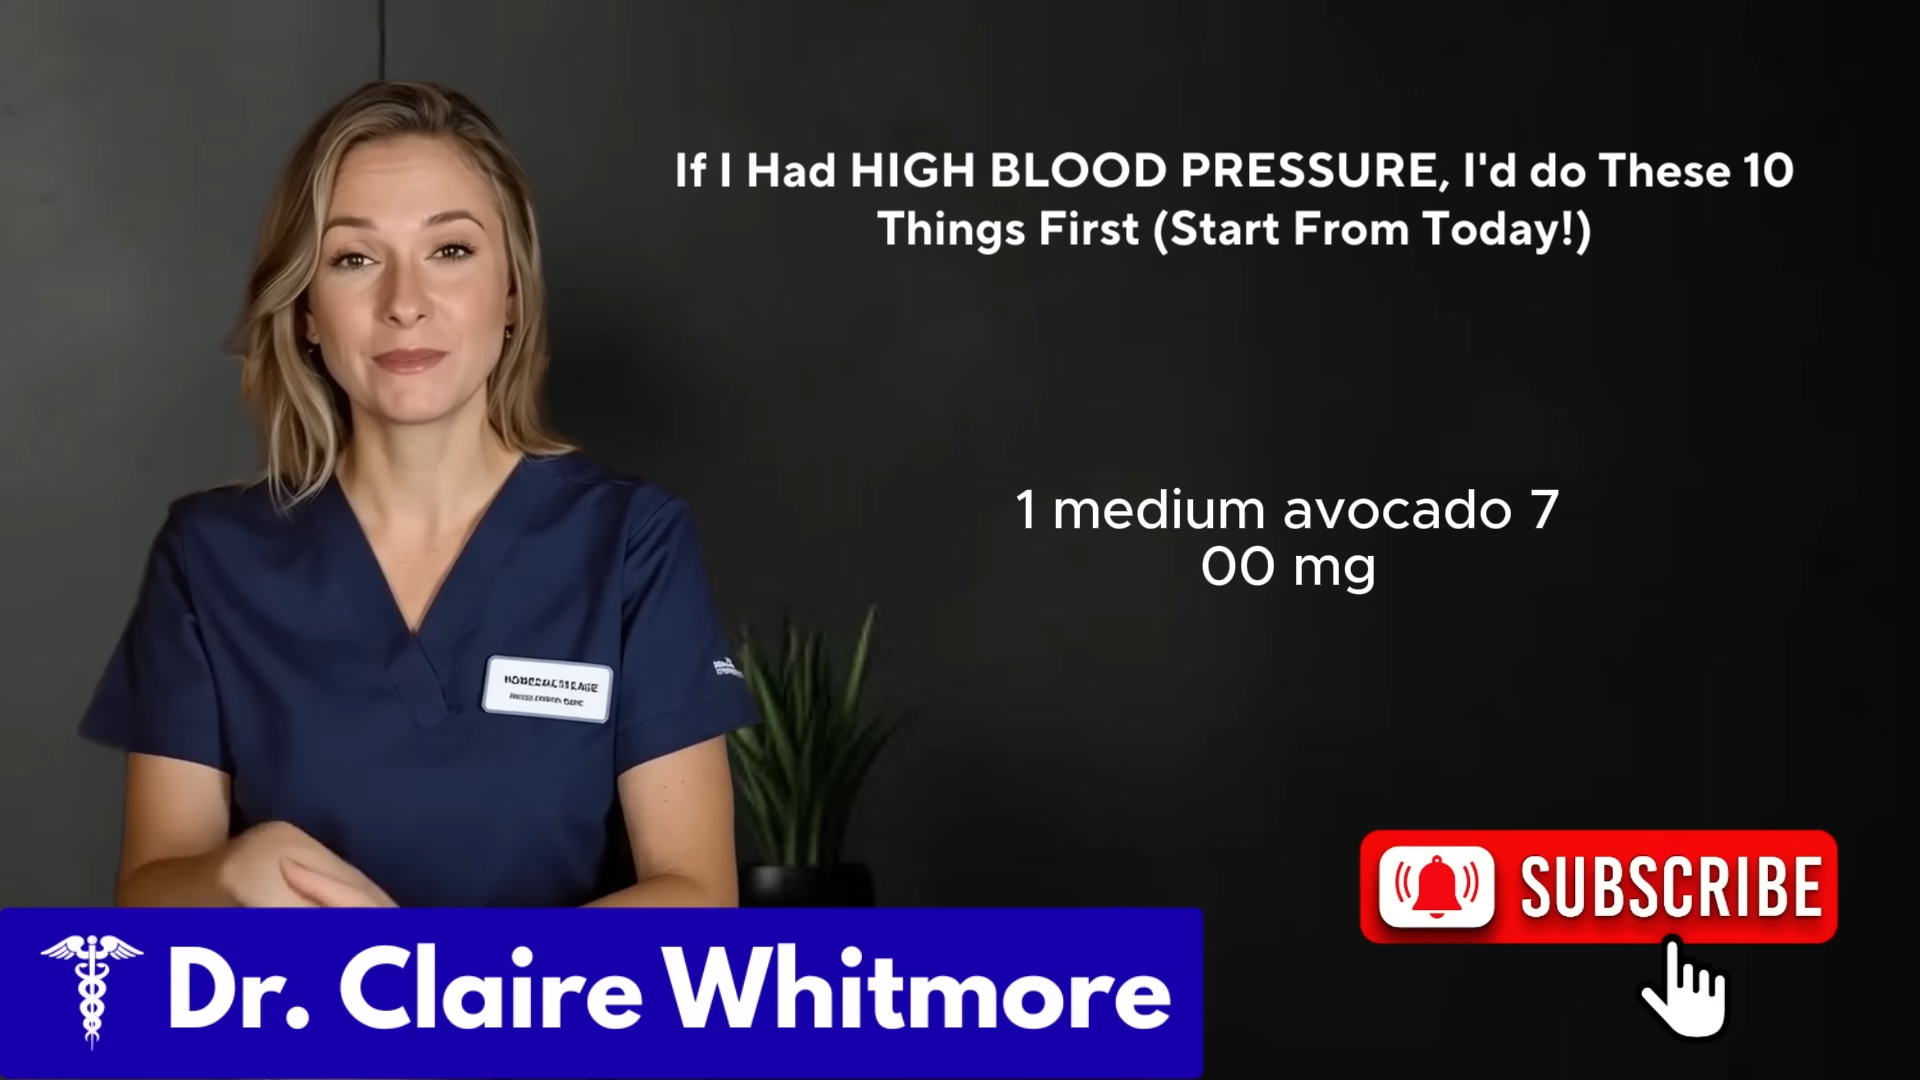 If I Had HIGH BLOOD PRESSURE, I'd do These 10
Things First (Start From Today!)
1 medium avocado 7
00 mg
SUBSCRIBE
Dr. Claire Whitmore